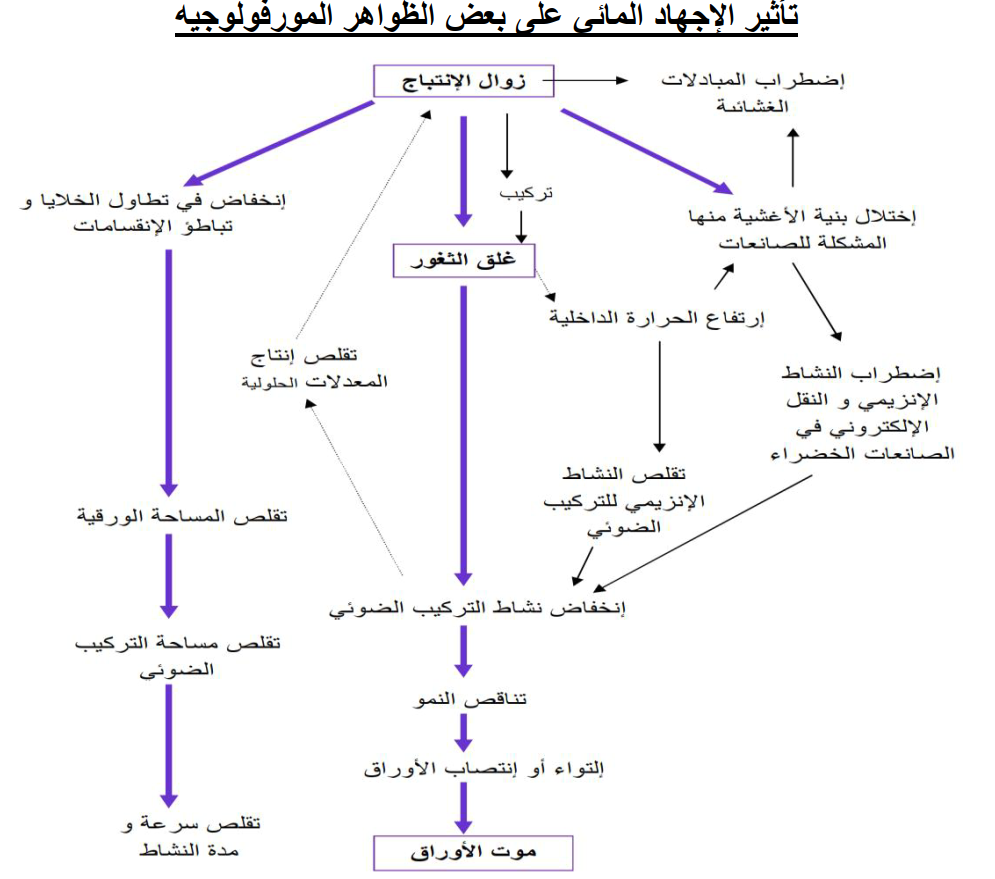 تأثير الإجهاد المائي على بعض الظواهر المورفولوجيه
زوال الإنتباج
إضطراب المبادلات
الغشائية
إنخفاض في تطاول الخلايا و
تباطؤ الإنقسامات
تركيب
إختلال بنية الأغشية منها
المشكلة للصانعات
غلق الثغور
إرتفاع الحرارة الداخلية
تقلص إنتاج
المعدلات الحلولية
إضطراب النشاط
الإنزيمي و النقل
الإلكتروني في
الصانعات الخضراء
تقلص النشاط
الإنزيمي للتركيب
الضوئي
تقلص المساحة الورقية
إنخفاض نشاط التركيب الضوئي
تقلص مساحة التركيب
الضوئي
تناقص النمو
إلتواء أو إنتصاب الأوراق
تقلص سرعة و
مدة النشاط
موت الأوراق